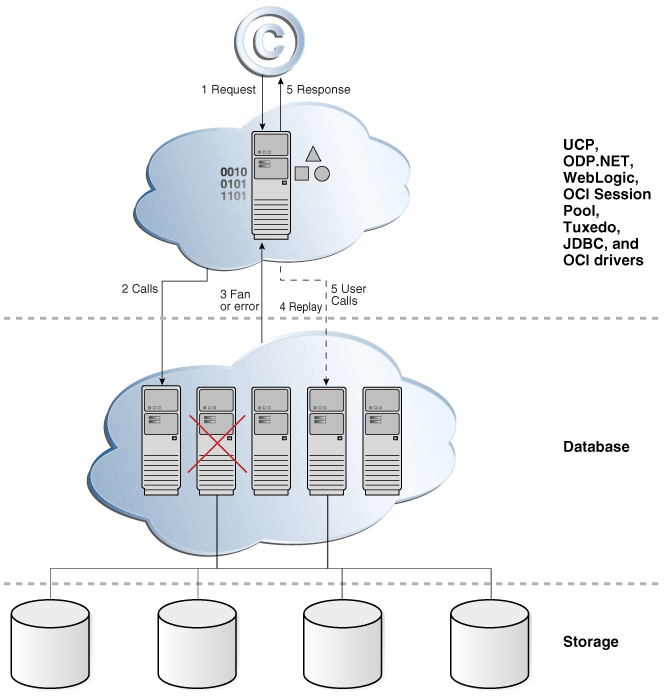 ©
1 Request
5 Response
0010
0101
1101
UCP,
ODP.NET,
WebLogic,
OCI Session
Pool,
Tuxedo,
JDBC, and
OCI drivers
2 Calls
3 Fan
or error
4 Replay
5 User
Calls
Database
Storage